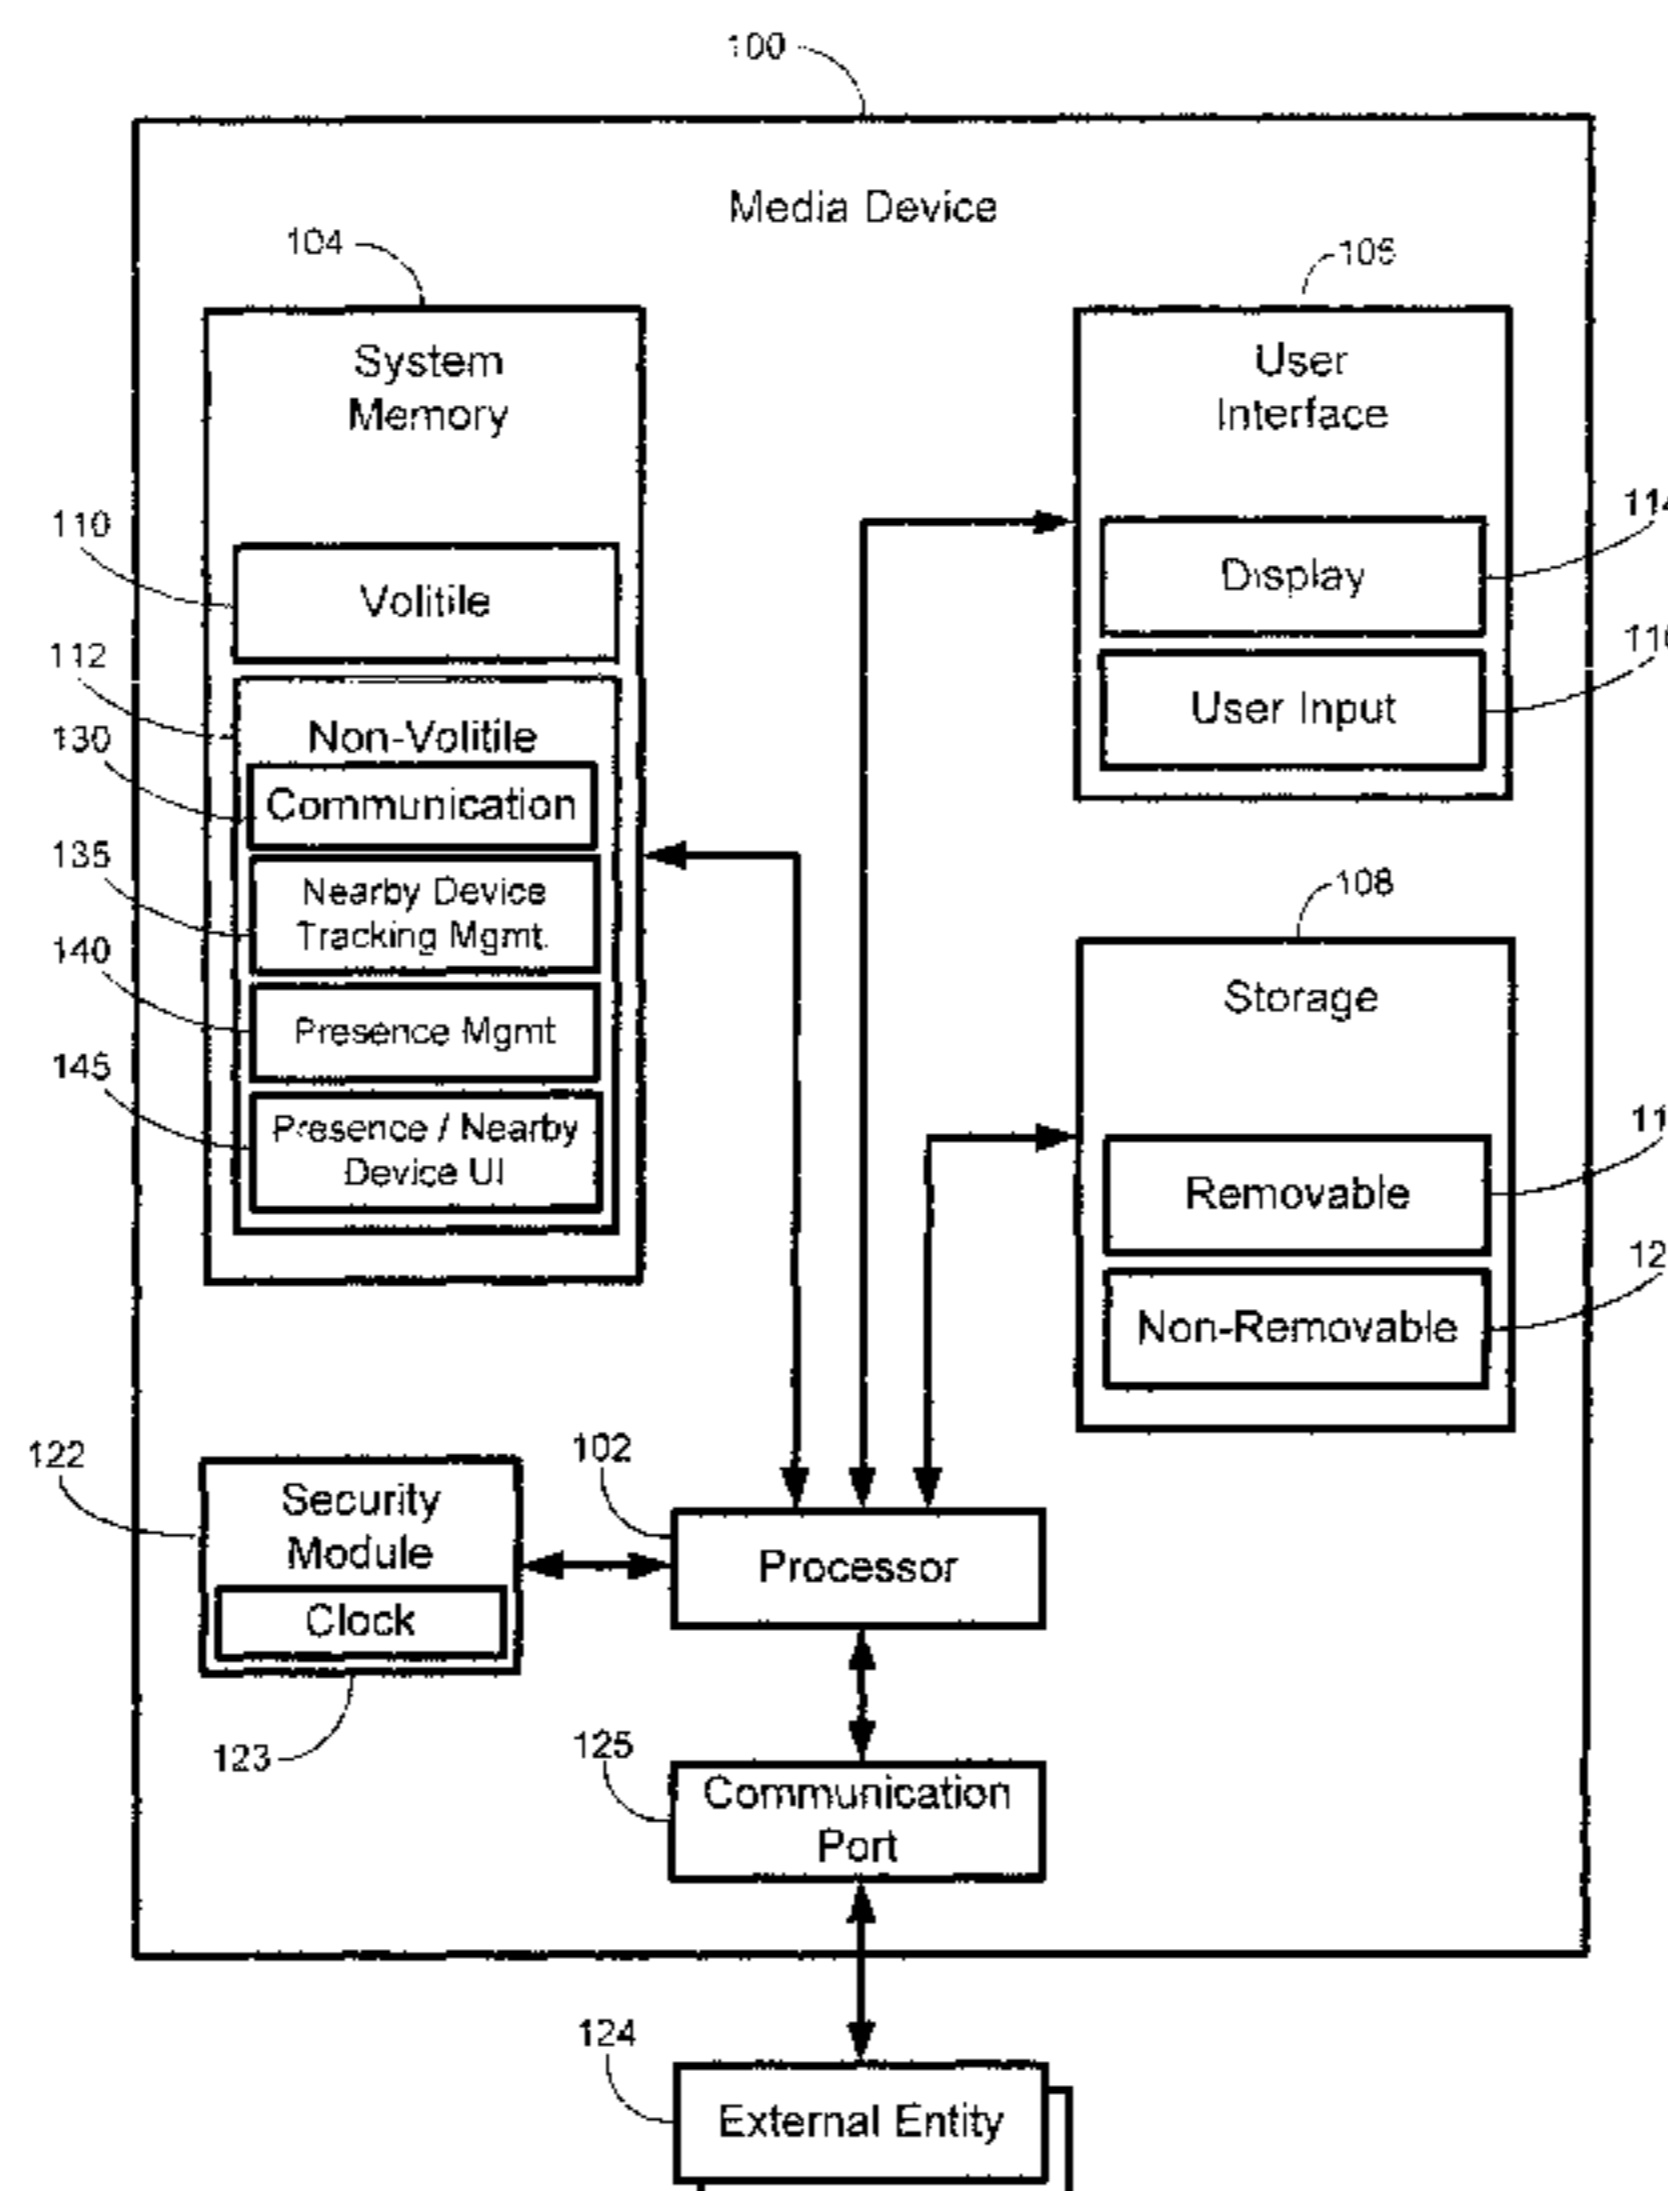 100
Media Device
104
System
Memory
110
Volitile
112
Non-Volitile
130
Communication
135
Nearby Device
Tracking Mgmt.
140
Presence Mgmt
145
Presence / Nearby
Device UI
User
Interface
114
Display
User Input
108
Storage
Removable
Non-Removable
122
Security
Module
Clock
123
102
Processor
125
Communication
Port
124
External Entity